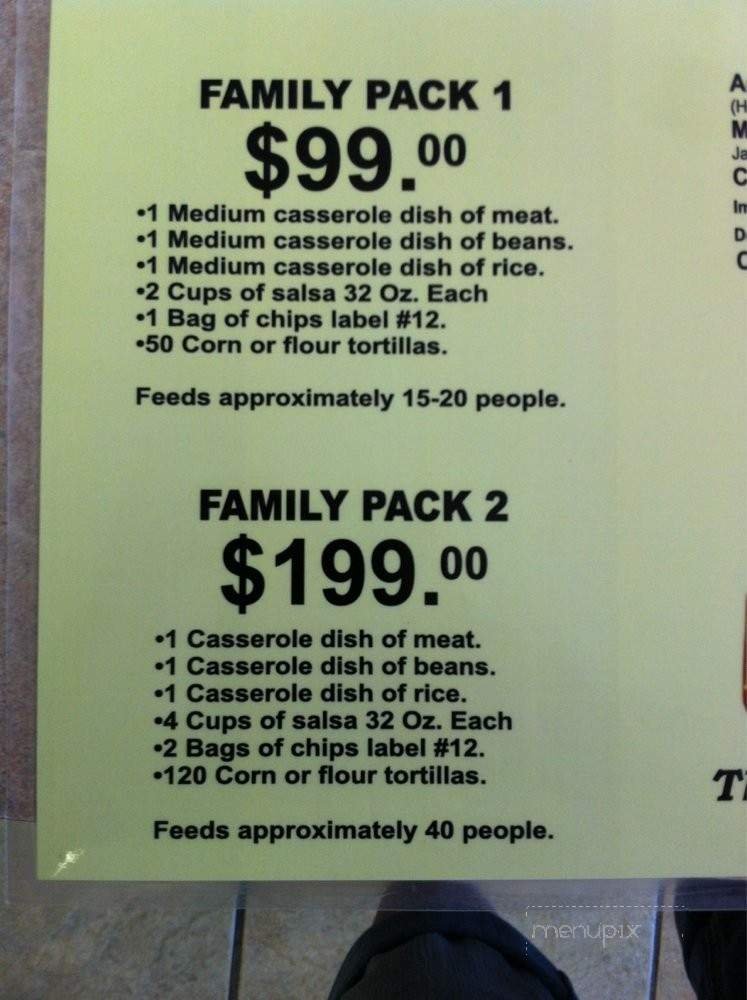 FAMILY PACK 1
$99.00
•1 Medium casserole dish of meat.
•1 Medium casserole dish of beans.
•1 Medium casserole dish of rice.
•2 Cups of salsa 32 Oz. Each
•1 Bag of chips label #12.
•50 Corn or flour tortillas.
Feeds approximately 15-20 people.
FAMILY PACK 2
$199.00
•1 Casserole dish of meat.
•1 Casserole dish of beans.
•1 Casserole dish of rice.
•4 Cups of salsa 32 Oz. Each
•2 Bags of chips label #12.
•120 Corn or flour tortillas.
Feeds approximately 40 people.
menupix